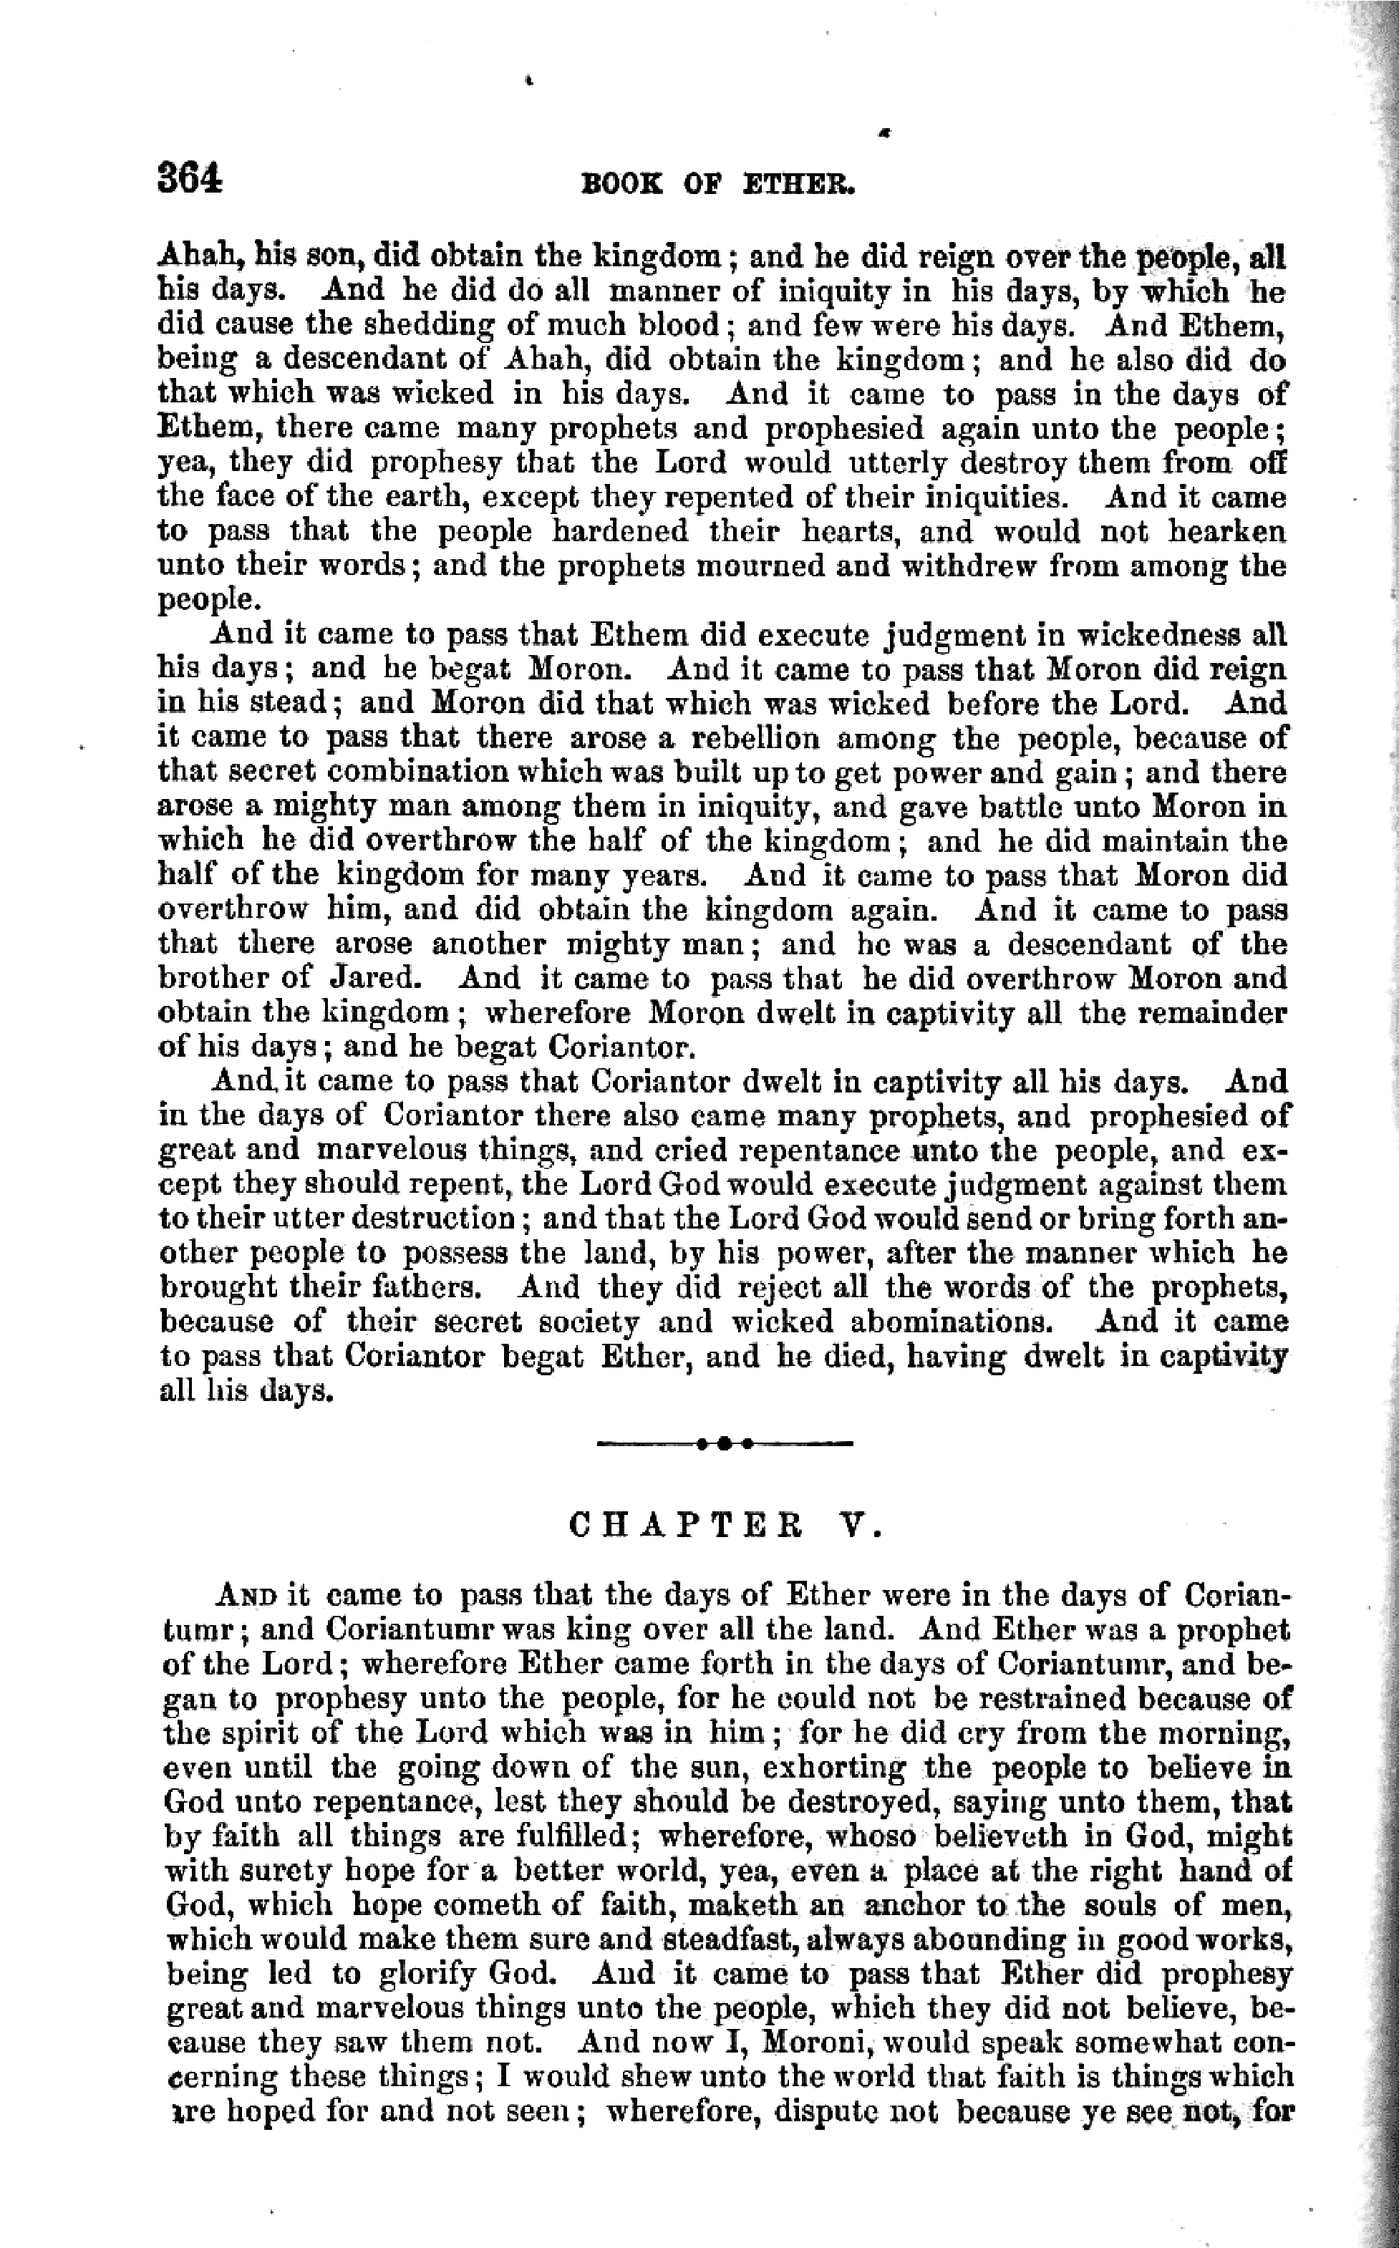 364 BOOK OF ETHER.
Ahah, his son, did obtain the kingdom; and he did reign over the people, all
his days. And he did do all manner of iniquity in his days, by which he
did cause the shedding of much blood; and few were his days. And Ethem,
being a descendant of Ahah, did obtain the kingdom; and he also did do
that which was wicked in his days. And it came to pass in the days of
Ethem, there came many prophets and prophesied again unto the people;
yea, they did prophesy that the Lord would utterly destroy them from off
the face of the earth, except they repented of their iniquities. And it came
to pass that the people hardened their hearts, and would not hearken
unto their words; and the prophets mourned and withdrew from among the
people.
And it came to pass that Ethem did execute judgment in wickedness all
his days; and he begat Moron. And it came to pass that Moron did reign
in his stead; and Moron did that which was wicked before the Lord. And
it came to pass that there arose a rebellion among the people, because of
that secret combination which was built up to get power and gain; and there
arose a mighty man among them in iniquity, and gave battle unto Moron in
which he did overthrow the half of the kingdom; and he did maintain the
half of the kingdom for many years. And it came to pass that Moron did
overthrow him, and did obtain the kingdom again. And it came to pass
that there arose another mighty man; and he was a descendant of the
brother of Jared. And it came to pass that he did overthrow Moron and
obtain the kingdom; wherefore Moron dwelt in captivity all the remainder
of his days; and he begat Coriantor.
And it came to pass that Coriantor dwelt in captivity all his days. And
in the days of Coriantor there also came many prophets, and prophesied of
great and marvelous things, and cried repentance unto the people, and ex-
cept they should repent, the Lord God would execute judgment against them
to their utter destruction; and that the Lord God would send or bring forth an-
other people to possess the land, by his power, after the manner which he
brought their fathers. And they did reject all the words of the prophets,
because of their secret society and wicked abominations. And it came
to pass that Coriantor begat Ether, and he died, having dwelt in captivity
all his days.
CHAPTER V.
AND it came to pass that the days of Ether were in the days of Corian-
tumr; and Coriantumr was king over all the land. And Ether was a prophet
of the Lord; wherefore Ether came forth in the days of Coriantumr, and be-
gan to prophesy unto the people, for he could not be restrained because of
the spirit of the Lord which was in him; for he did cry from the morning,
even until the going down of the sun, exhorting the people to believe in
God unto repentance, lest they should be destroyed, saying unto them, that
by faith all things are fulfilled; wherefore, whoso believeth in God, might
with surety hope for a better world, yea, even a place at the right hand of
God, which hope cometh of faith, maketh an anchor to the souls of men,
which would make them sure and steadfast, always abounding in good works,
being led to glorify God. And it came to pass that Ether did prophesy
great and marvelous things unto the people, which they did not believe, be-
cause they saw them not. And now I, Moroni, would speak somewhat con-
cerning these things; I would shew unto the world that faith is things which
are hoped for and not seen; wherefore, dispute not because ye see not, for